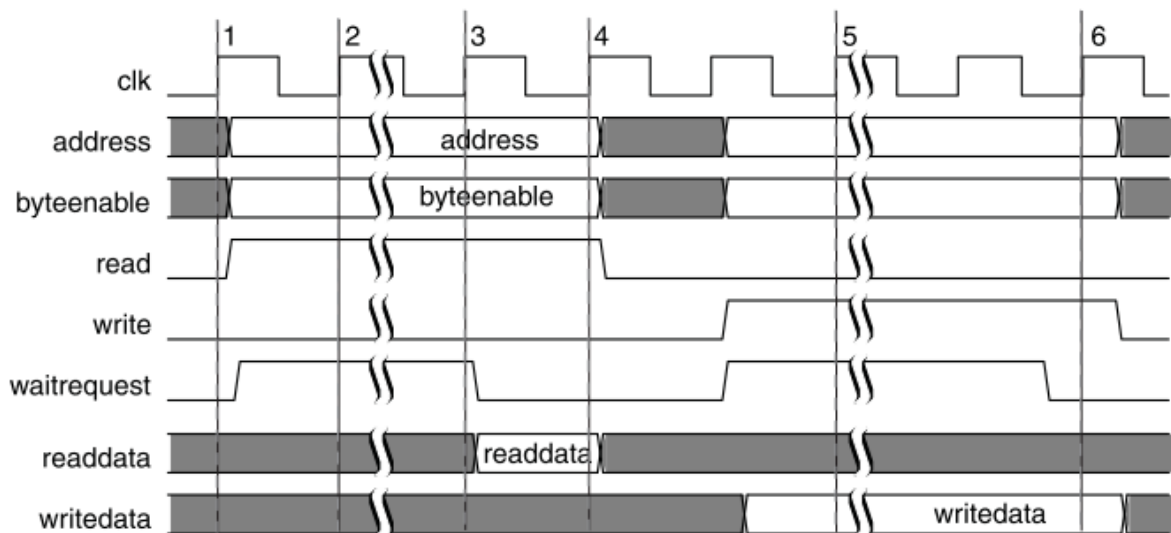 1 2 3 4 5 6
clk
address address
byteenable byteenable
read
write
waitrequest
readdata readdata
writedata writedata